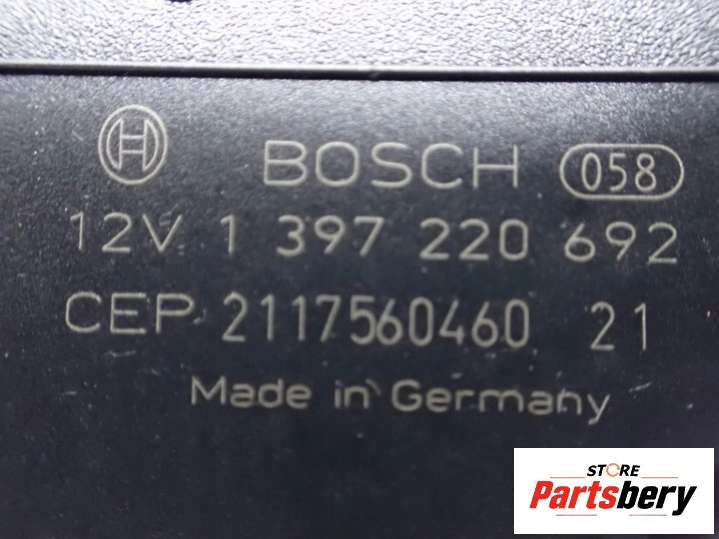 BOSCH 058
12V 1 397 220 692
CEP 2117560460 21
Made in Germany
STORE
Partsbery